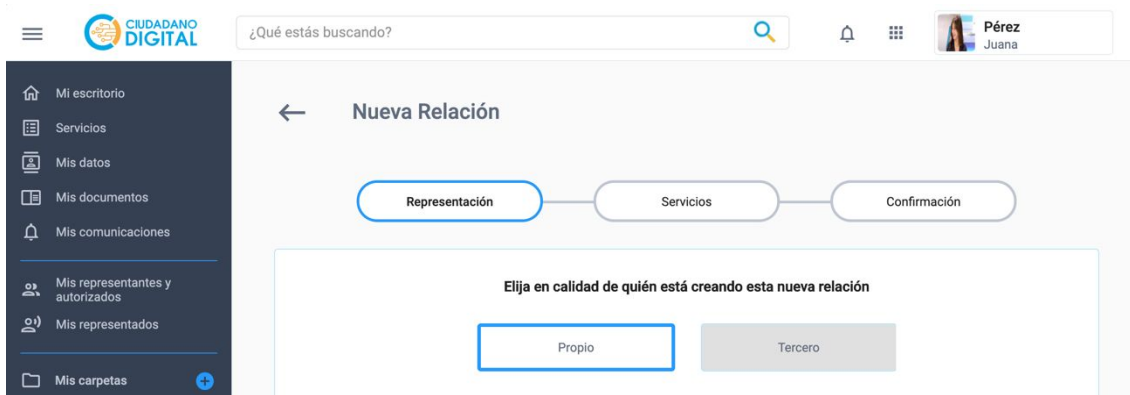 CIUDADANO
DIGITAL
¿Qué estás buscando?
Pérez
Juana
Mi escritorio
Servicios
Mis datos
Mis documentos
Mis comunicaciones
Mis representantes y
autorizados
Mis representados
Mis carpetas
Nueva Relación
Representación
Servicios
Confirmación
Elija en calidad de quién está creando esta nueva relación
Propio
Tercero